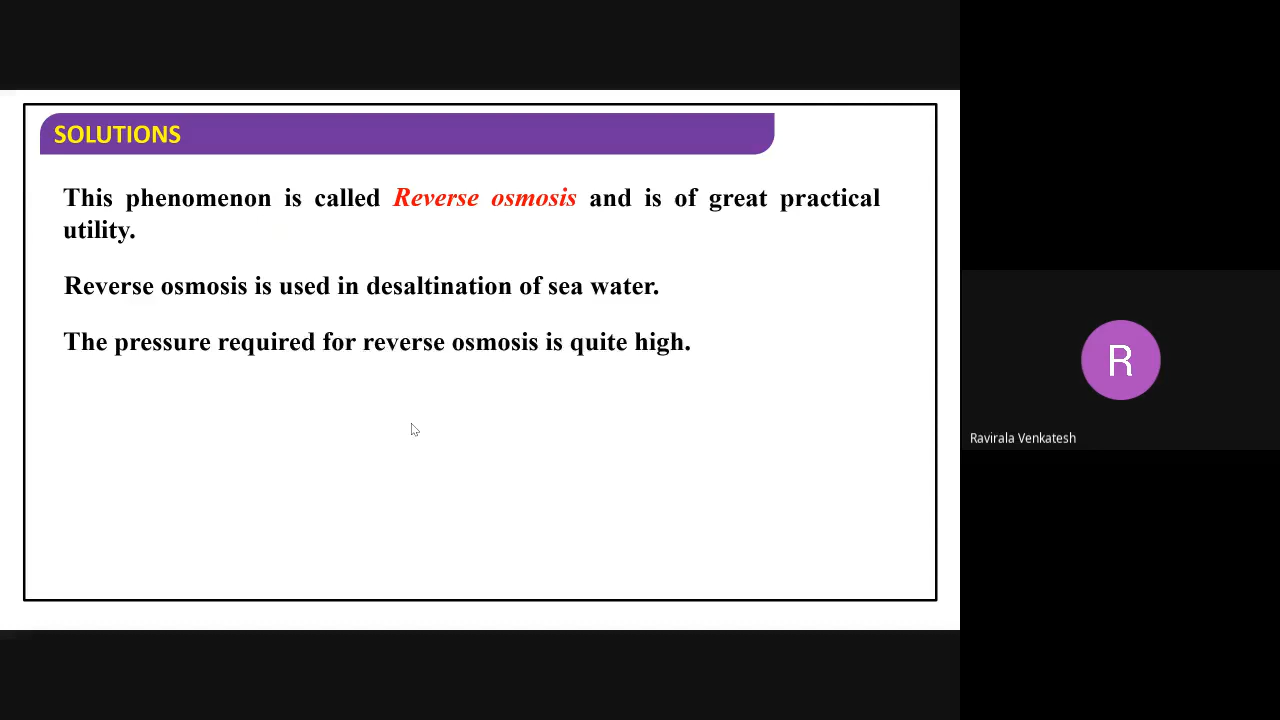 SOLUTIONS
This phenomenon is called Reverse osmosis and is of great practical
utility.
Reverse osmosis is used in desaltination of sea water.
The pressure required for reverse osmosis is quite high.
R
Ravirala Venkatesh